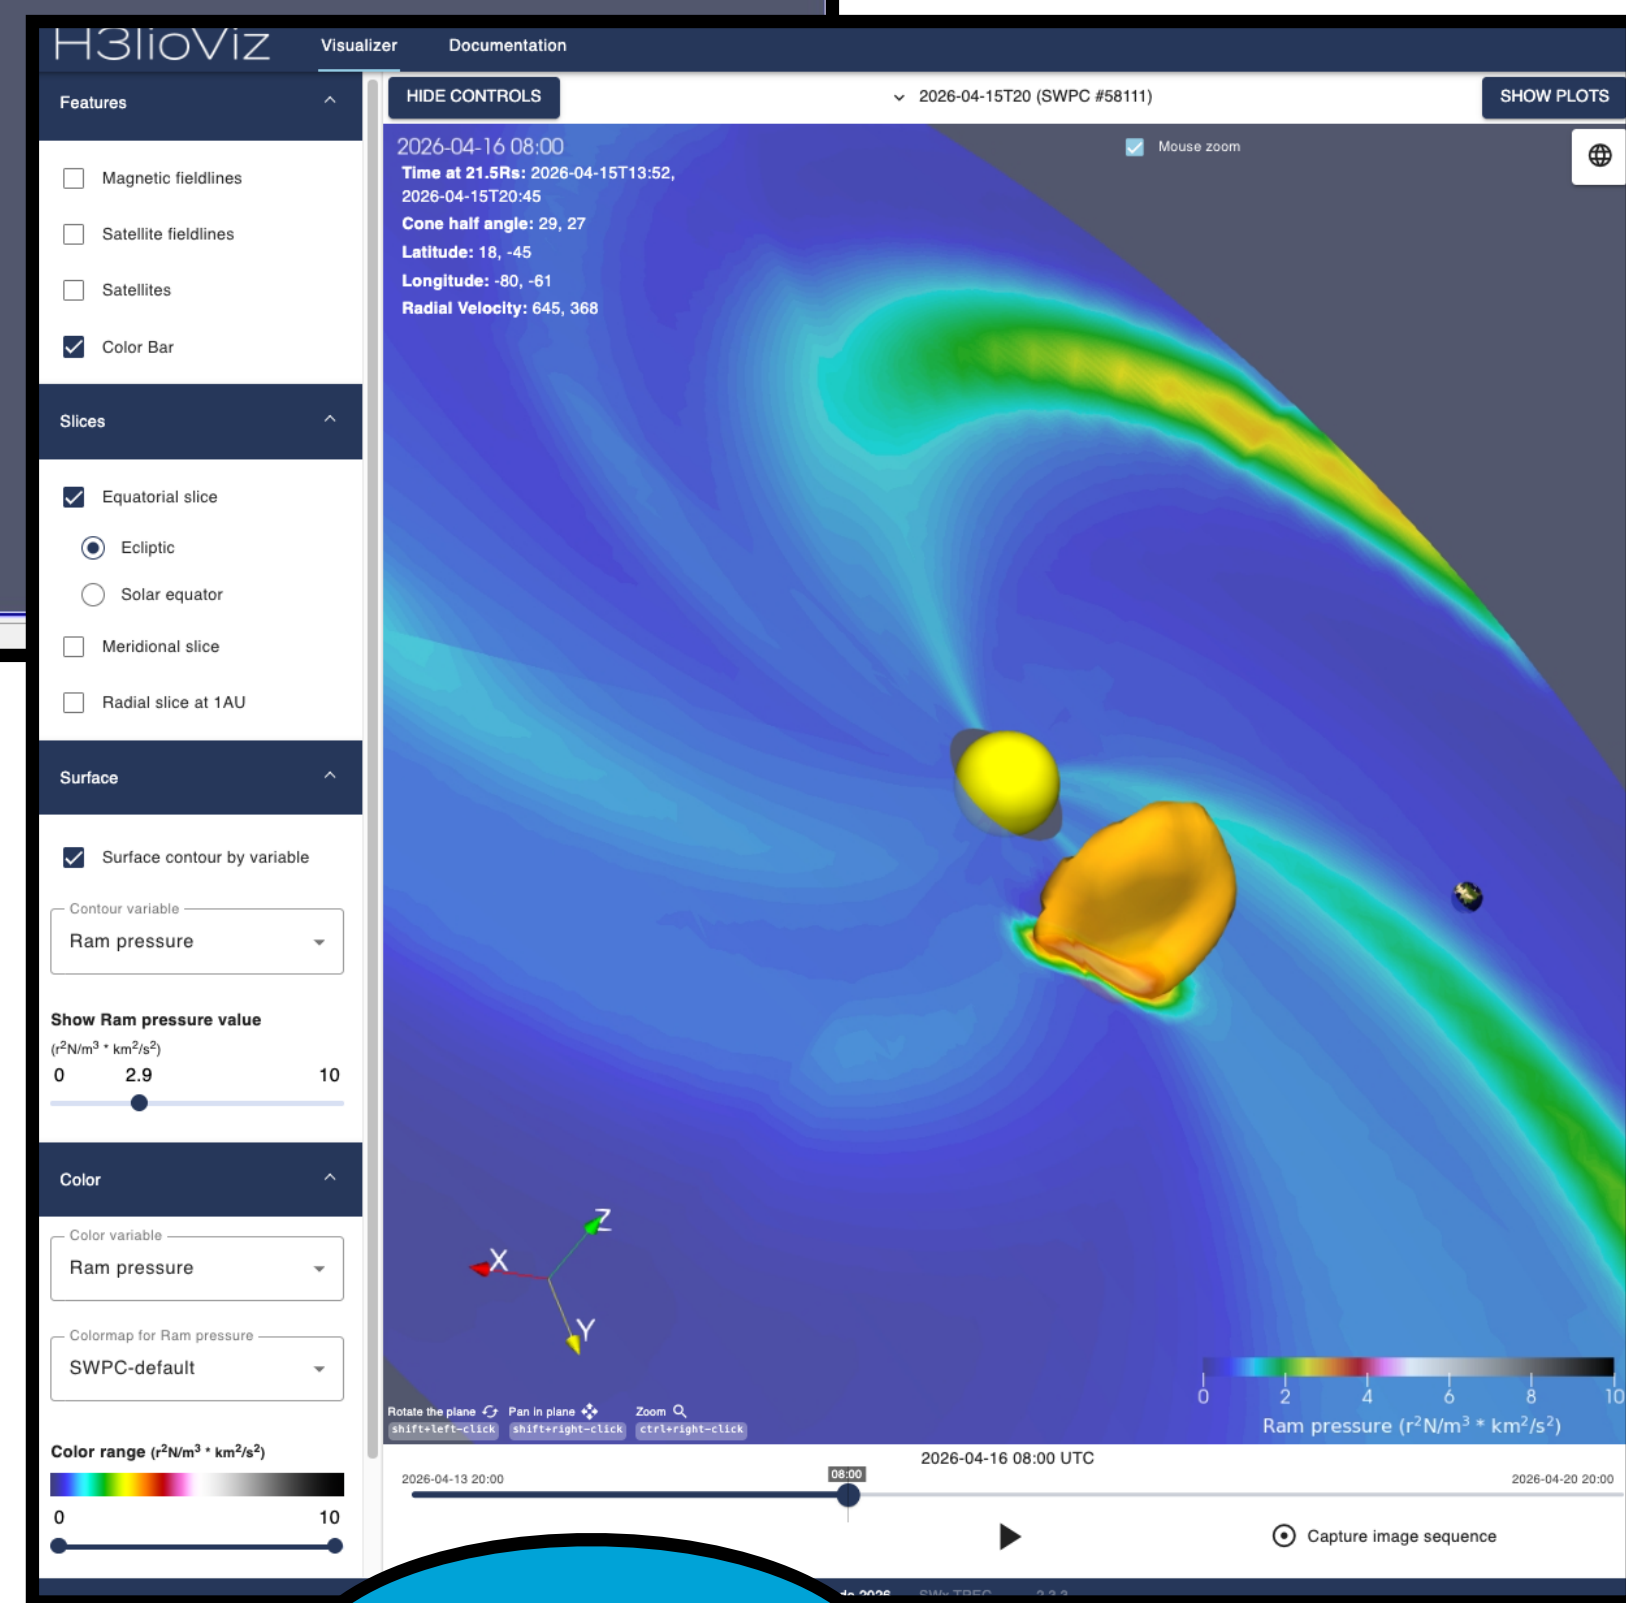 H3lioViz
Visualizer
Documentation
Features
Magnetic fieldlines
Satellite fieldlines
Satellites
Color Bar
Slices
Equatorial slice
Ecliptic
Solar equator
Meridional slice
Radial slice at 1AU
Surface
Surface contour by variable
Contour variable
Ram pressure
Show Ram pressure value
(r²N/m³ * km²/s²)
0 2.9 10
Color
Color variable
Ram pressure
Colormap for Ram pressure
SWPC-default
Color range (r²N/m³ * km²/s²)
0 10
HIDE CONTROLS
2026-04-15T20 (SWPC #58111)
SHOW PLOTS
2026-04-16 08:00
Mouse zoom
Time at 21.5Rs: 2026-04-15T13:52,
2026-04-15T20:45
Cone half angle: 29, 27
Latitude: 18, -45
Longitude: -80, -61
Radial Velocity: 645, 368
Z
X
Y
0 2 4 6 8 10
Ram pressure (r²N/m³ * km²/s²)
Rotate the plane
Pan in plane
Zoom
shift+left-click
shift+right-click
ctrl+right-click
2026-04-16 08:00 UTC
2026-04-13 20:00
08:00
2026-04-20 20:00
Capture image sequence
2026